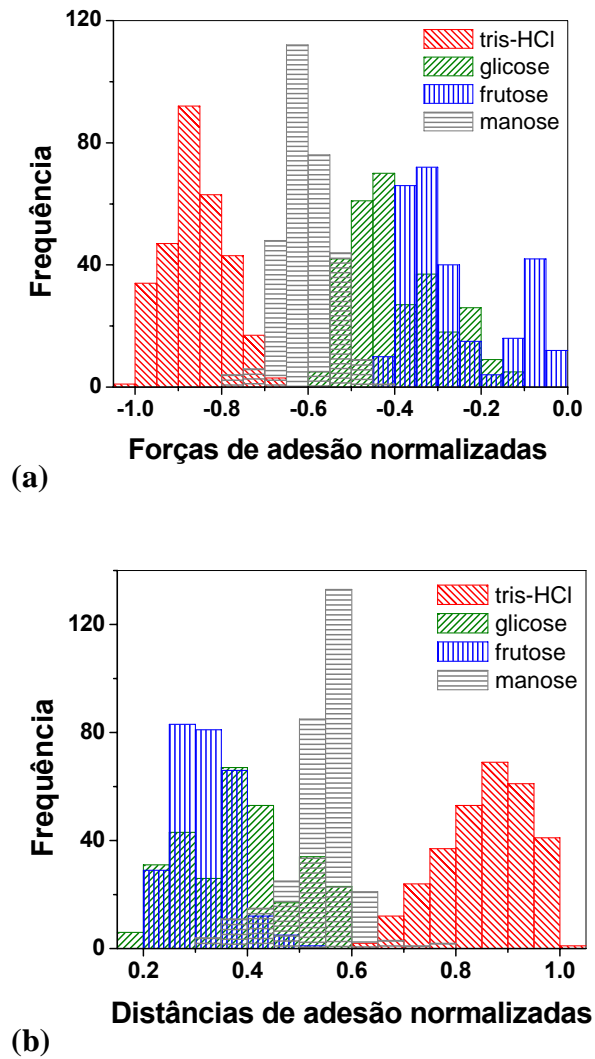 120
80
40
0
Frequência
tris-HCl
glicose
frutose
manose
-1.0 -0.8 -0.6 -0.4 -0.2 0.0
Forças de adesão normalizadas
(a)
120
80
40
0
Frequência
tris-HCl
glicose
frutose
manose
0.2 0.4 0.6 0.8 1.0
Distâncias de adesão normalizadas
(b)